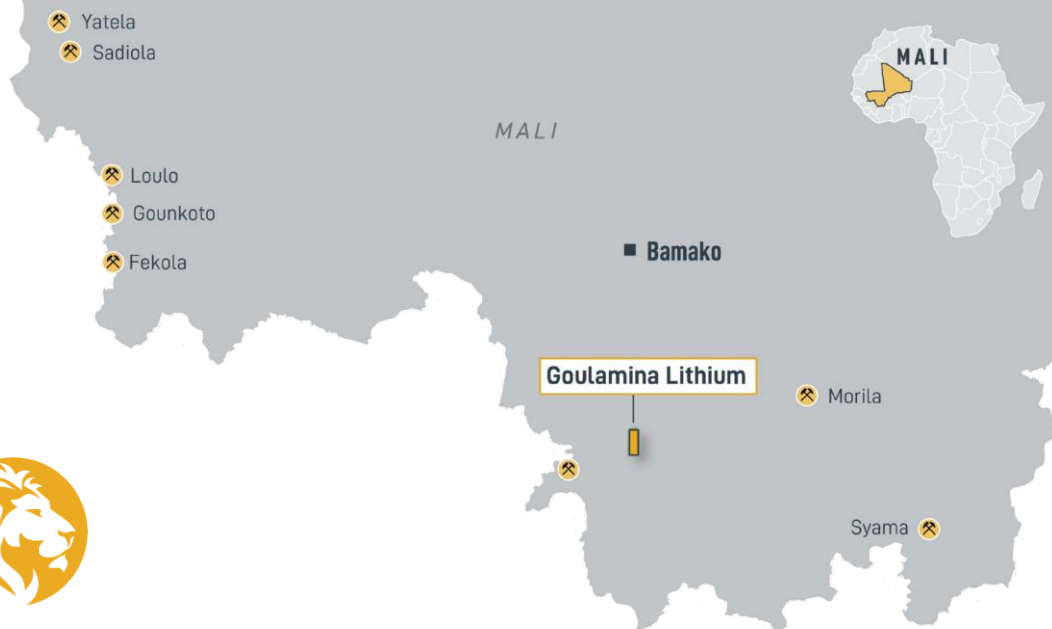 Yatela
Sadiola
MALI
MALI
Loulo
Gounkoto
Fekola
Bamako
Goulamina Lithium
Morila
Syama